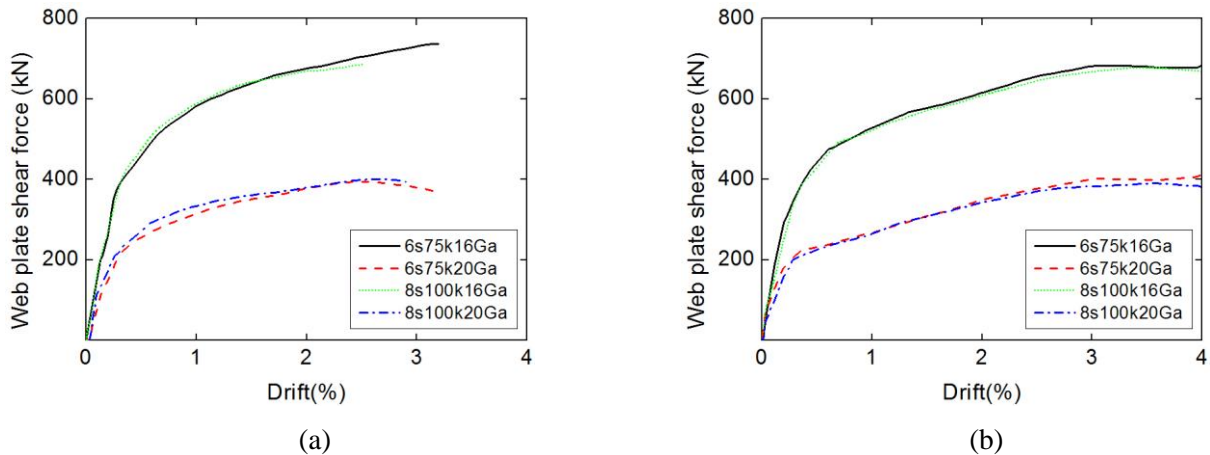 800
600
400
200
Web plate shear force (kN)
6s75k16Ga
6s75k20Ga
8s100k16Ga
8s100k20Ga
0 1 2 3 4
Drift(%)
(a)
800
600
400
200
Web plate shear force (kN)
6s75k16Ga
6s75k20Ga
8s100k16Ga
8s100k20Ga
0 1 2 3 4
Drift(%)
(b)